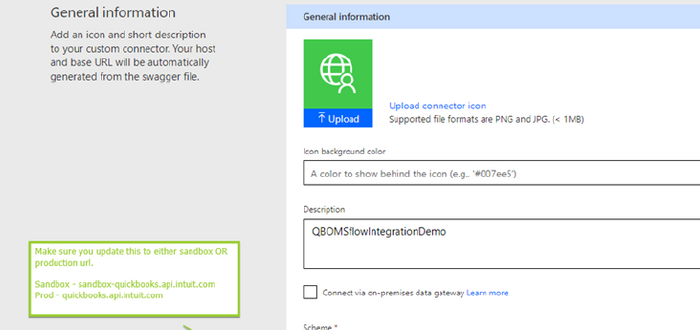 General information
Add an icon and short description
to your custom connector. Your host
and base URL will be automatically
generated from the swagger file.
Make sure you update this to either sandbox OR
production url.
Sandbox - sandbox-quickbooks.api.intuit.com
Prod - quickbooks.api.intuit.com
General information
Upload
Upload connector icon
Supported file formats are PNG and JPG. (< 1MB)
Icon background color
A color to show behind the icon (e.g., '#007ee5')
Description
QBOMSflowIntegrationDemo
Connect via on-premises data gateway Learn more
Scheme *